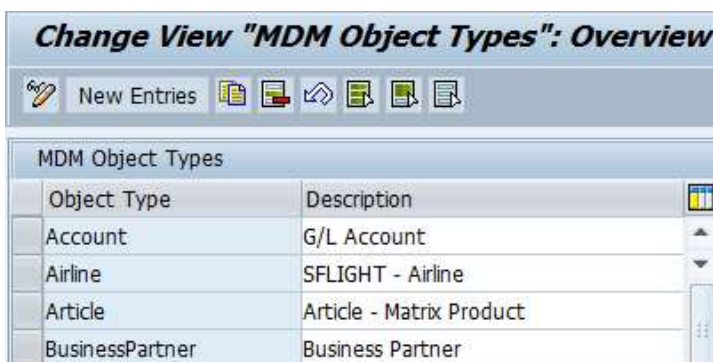 Change View "MDM Object Types": Overview
New Entries
MDM Object Types
Object Type Description
Account G/L Account
Airline SFLIGHT - Airline
Article Article - Matrix Product
BusinessPartner Business Partner